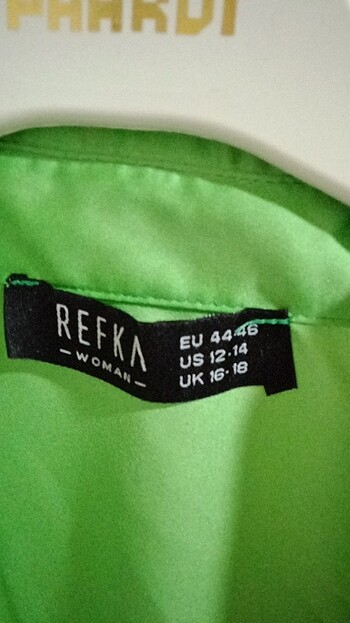 REFKA
— WOMAN —
EU 44-46
US 12-14
UK 16-18